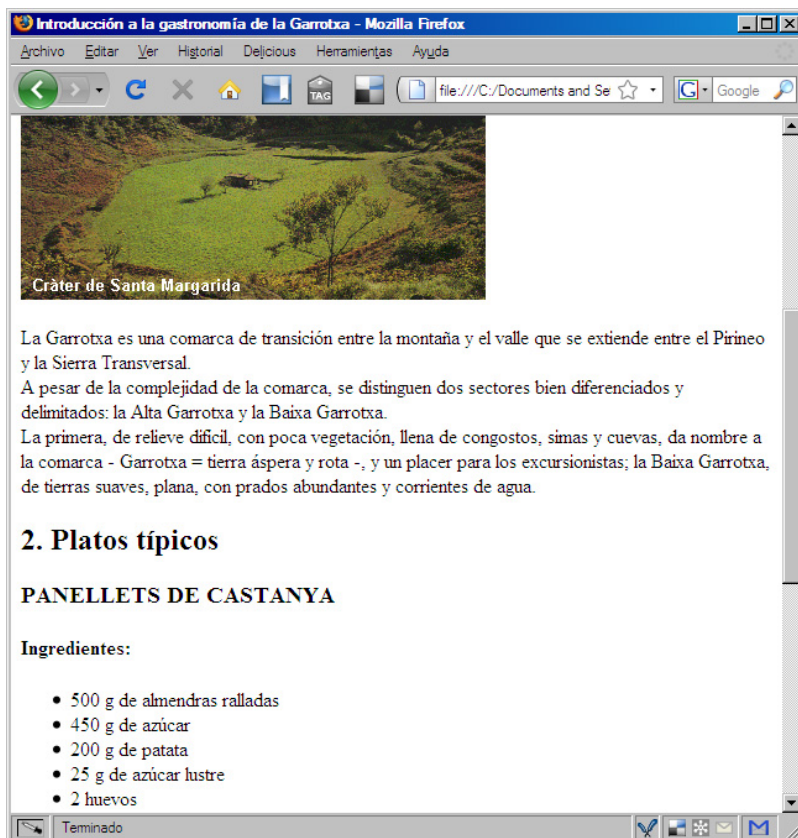 Introducción a la gastronomía de la Garrotxa - Mozilla Firefox
Archivo Editar Ver Historial Delicious Herramientas Ayuda
TAG file:///C:/Documents and Se G Google
Cràter de Santa Margarida
La Garrotxa es una comarca de transición entre la montaña y el valle que se extiende entre el Pirineo
y la Sierra Transversal.
A pesar de la complejidad de la comarca, se distinguen dos sectores bien diferenciados y
delimitados: la Alta Garrotxa y la Baixa Garrotxa.
La primera, de relieve difícil, con poca vegetación, llena de congostos, simas y cuevas, da nombre a
la comarca - Garrotxa = tierra áspera y rota -, y un placer para los excursionistas; la Baixa Garrotxa,
de tierras suaves, plana, con prados abundantes y corrientes de agua.
2. Platos típicos
PANELLETS DE CASTANYA
Ingredientes:
• 500 g de almendras ralladas
• 450 g de azúcar
• 200 g de patata
• 25 g de azúcar lustre
• 2 huevos
Terminado